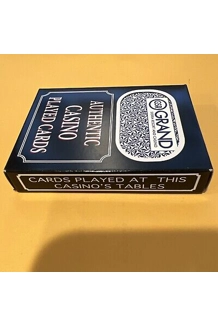 GRAND
AUTHENTIC
CASINO
PLAYED CARDS
CARDS PLAYED AT THIS
CASINO'S TABLES